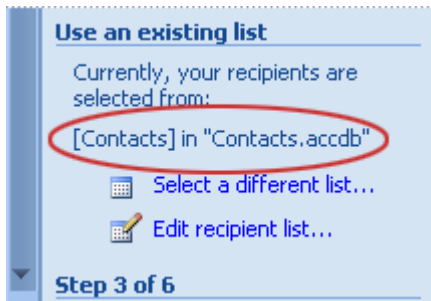 Use an existing list
Currently, your recipients are
selected from:
[Contacts] in "Contacts.accdb"
Select a different list...
Edit recipient list...
Step 3 of 6